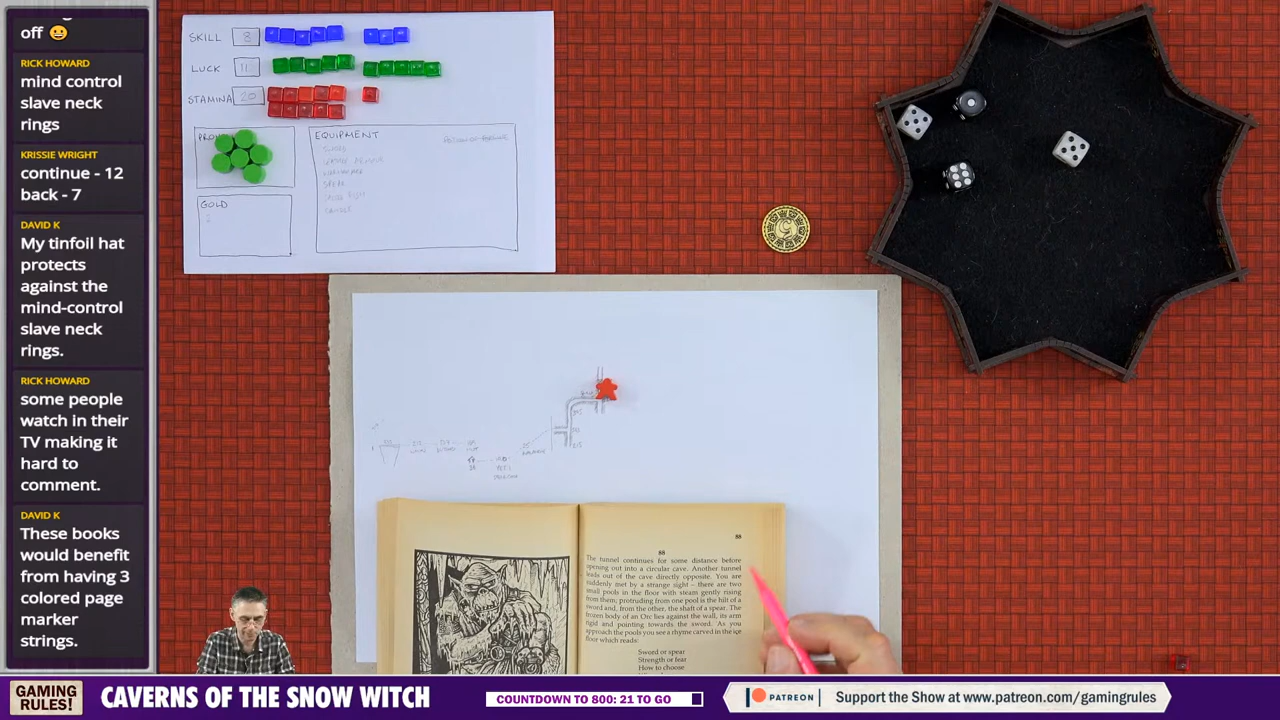 off 😀
RICK HOWARD
mind control
slave neck
rings
KRISSIE WRIGHT
continue - 12
back - 7
DAVID K
My tinfoil hat
protects
against the
mind-control
slave neck
rings.
RICK HOWARD
some people
watch in their
TV making it
hard to
comment.
DAVID K
These books
would benefit
from having 3
colored page
marker
strings.
SKILL 8
LUCK 11
STAMINA 20
EQUIPMENT
GOLD
2
88
88
The tunnel continues for some distance before
opening out into a circular cave. Another tunnel
leads out of the cave directly opposite. You are
suddenly met by a strange sight – there are two
small pools in the floor with steam gently rising
from them; protruding from one pool is the hilt of a
sword and, from the other, the shaft of a spear. The
frozen body of an Orc lies against the wall, its arm
rigid and pointing towards the sword. As you
approach the pools you see a rhyme carved in the ice
floor which reads:
Sword or spear
Strength or fear
How to choose
GAMING
RULES!
CAVERNS OF THE SNOW WITCH
COUNTDOWN TO 800: 21 TO GO
PATREON
Support the Show at www.patreon.com/gamingrules